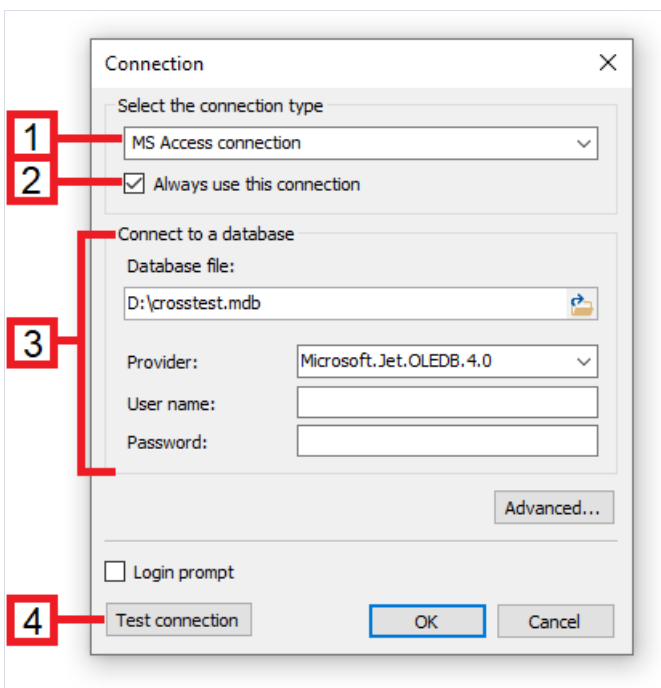 Connection
Select the connection type
1
MS Access connection
2
Always use this connection
Connect to a database
Database file:
D:\crosstest.mdb
3
Provider: Microsoft.Jet.OLEDB.4.0
User name:
Password:
Advanced...
Login prompt
4
Test connection OK Cancel